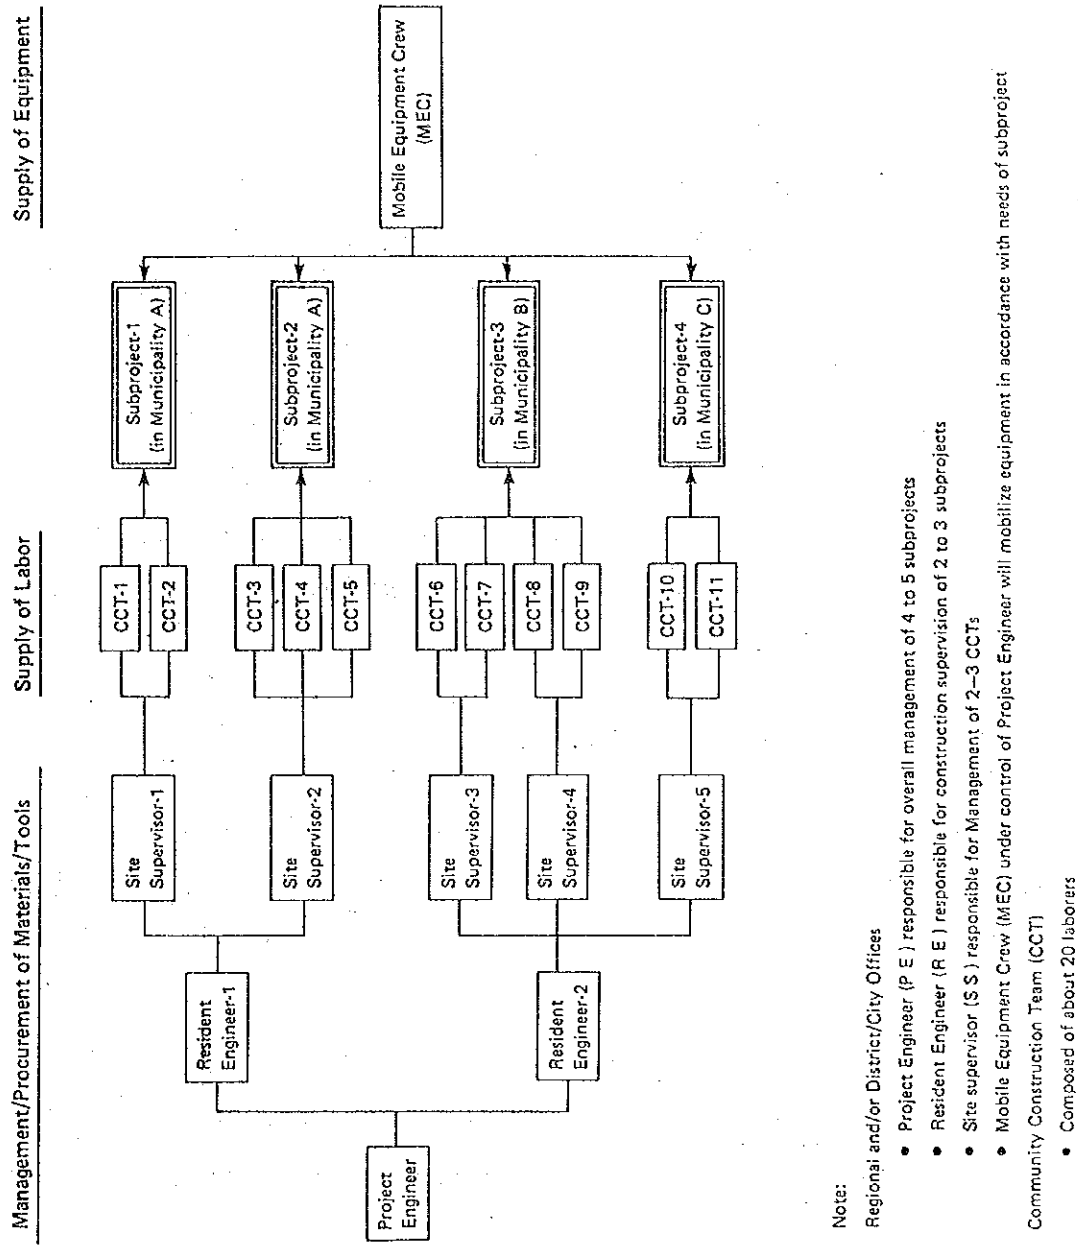 Management/Procurement of Materials/Tools
Supply of Labor
Supply of Equipment
Project
Engineer
Resident
Engineer-1
Resident
Engineer-2
Site
Supervisor-1
Site
Supervisor-2
Site
Supervisor-3
Site
Supervisor-4
Site
Supervisor-5
CCT-1
CCT-2
CCT-3
CCT-4
CCT-5
CCT-6
CCT-7
CCT-8
CCT-9
CCT-10
CCT-11
Subproject-1
(in Municipality A)
Subproject-2
(in Municipality A)
Subproject-3
(in Municipality B)
Subproject-4
(in Municipality C)
Mobile Equipment Crew
(MEC)
Note:
Regional and/or District/City Offices
• Project Engineer (P E ) responsible for overall management of 4 to 5 subprojects
• Resident Engineer (R E ) responsible for construction supervision of 2 to 3 subprojects
• Site supervisor (S S ) responsible for Management of 2–3 CCTs
• Mobile Equipment Crew (MEC) under control of Project Engineer will mobilize equipment in accordance with needs of subproject
Community Construction Team (CCT)
• Composed of about 20 laborers